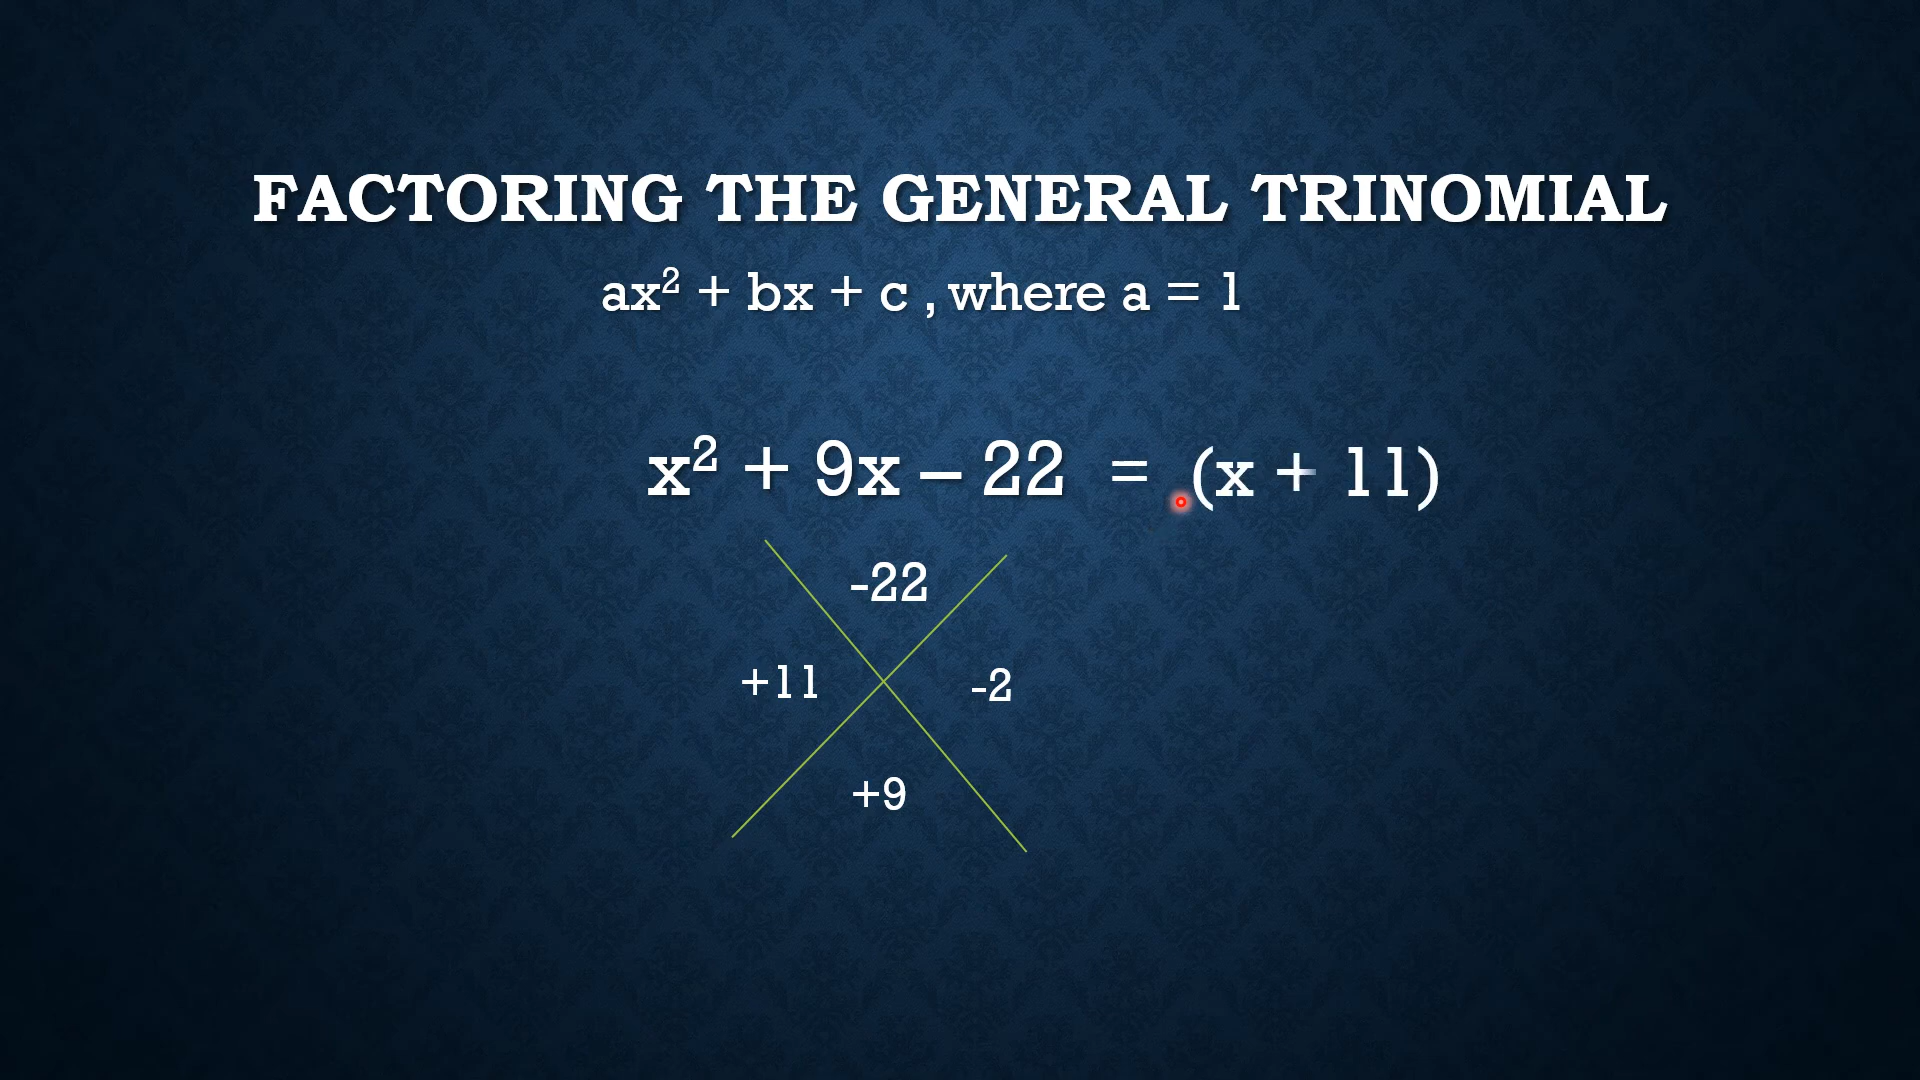 FACTORING THE GENERAL TRINOMIAL
ax² + bx + c , where a = 1
x² + 9x – 22 = (x + 11)
-22
+11 -2
+9